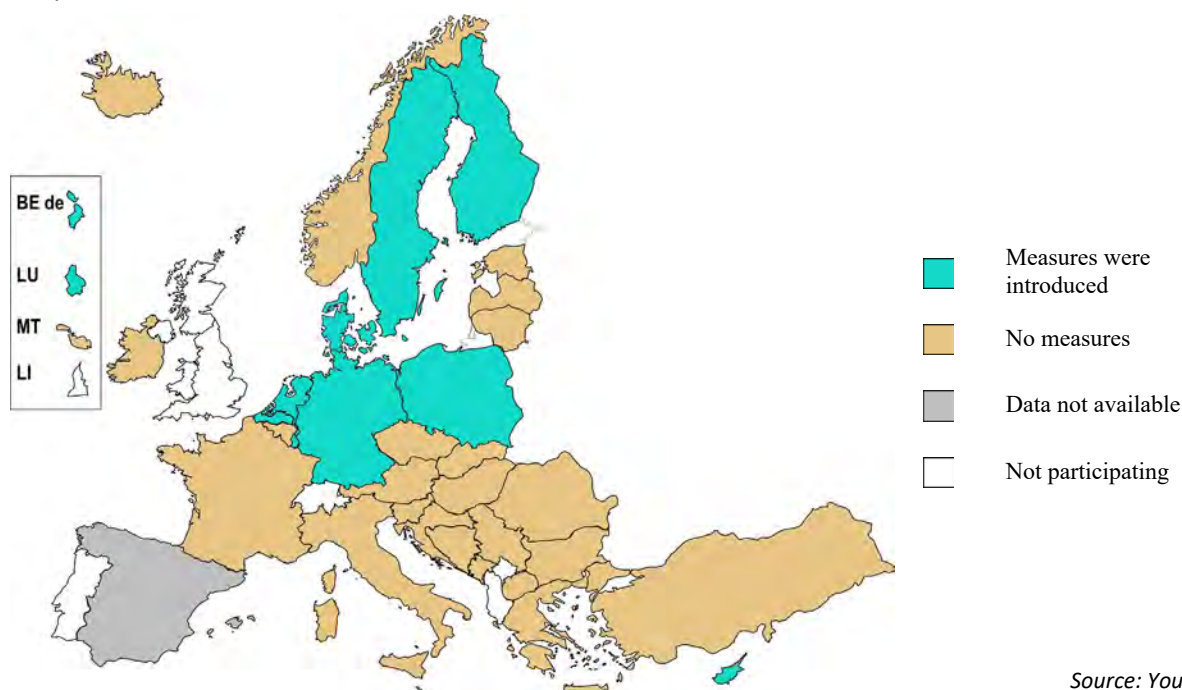 BE de
LU
MT
LI
Measures were
introduced
No measures
Data not available
Not participating
Source: You